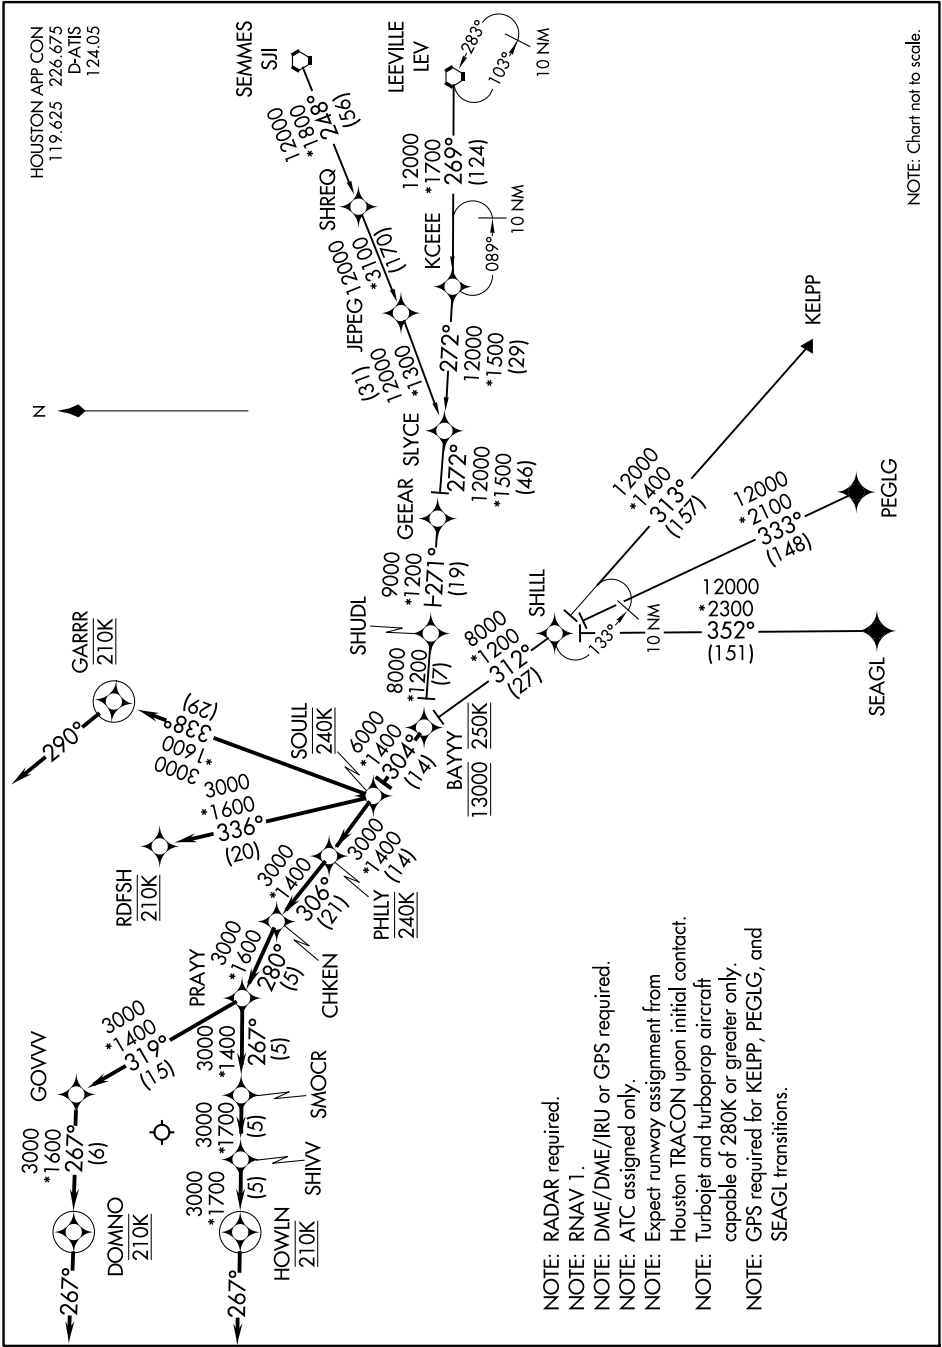 HOUSTON APP CON
119.625 226.675
D-ATIS
124.05
SEMMES
SJI
12000
*1800
248°
(56)
SHREQ
12000
*3100
(170)
JEPEG
(31)
12000
*1300
LEEVILLE
LEV
283°
103°
10 NM
12000
*1700
269°
(124)
KCEEE
089°
10 NM
272°
12000
*1500
(29)
SLYCE
272°
12000
*1500
(46)
GEEAR
9000
*1200
271°
(19)
SHUDL
8000
*1200
(7)
N
KELPP
12000
*1400
313°
(157)
PEGLG
12000
*2100
333°
(148)
SEAGL
12000
*2300
352°
(151)
SHLLL
133°
10 NM
8000
*1200
312°
(27)
BAYYY
13000 250K
6000
*1400
304°
(14)
SOULL
240K
GARRR
210K
290°
338°
(29)
*1600
3000
3000
*1600
336°
(20)
RDFSH
210K
3000
*1400
(14)
PHLLY
240K
3000
*1400
306°
(21)
CHKEN
3000
*1600
280°
(5)
PRAYY
3000
*1400
319°
(15)
GOVVV
3000
*1600
267°
(6)
DOMNO
210K
267°
3000
*1400
267°
(5)
SMOCR
3000
*1700
(5)
SHIVV
3000
*1700
(5)
HOWLN
210K
267°
NOTE: RADAR required.
NOTE: RNAV 1.
NOTE: DME/DME/IRU or GPS required.
NOTE: ATC assigned only.
NOTE: Expect runway assignment from
Houston TRACON upon initial contact.
NOTE: Turbojet and turboprop aircraft
capable of 280K or greater only.
NOTE: GPS required for KELPP, PEGLG, and
SEAGL transitions.
NOTE: Chart not to scale.